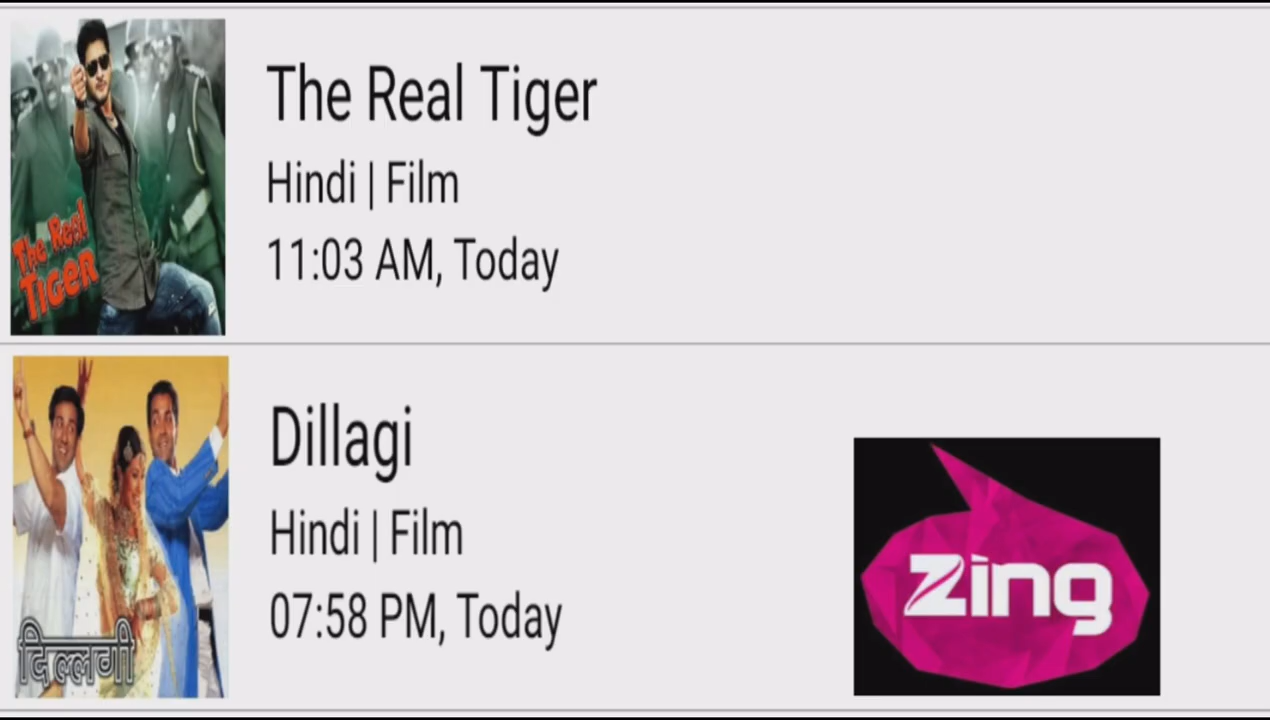 The Real
TIGER
The Real Tiger
Hindi | Film
11:03 AM, Today
दिल्लगी
Dillagi
Hindi | Film
07:58 PM, Today
Zing